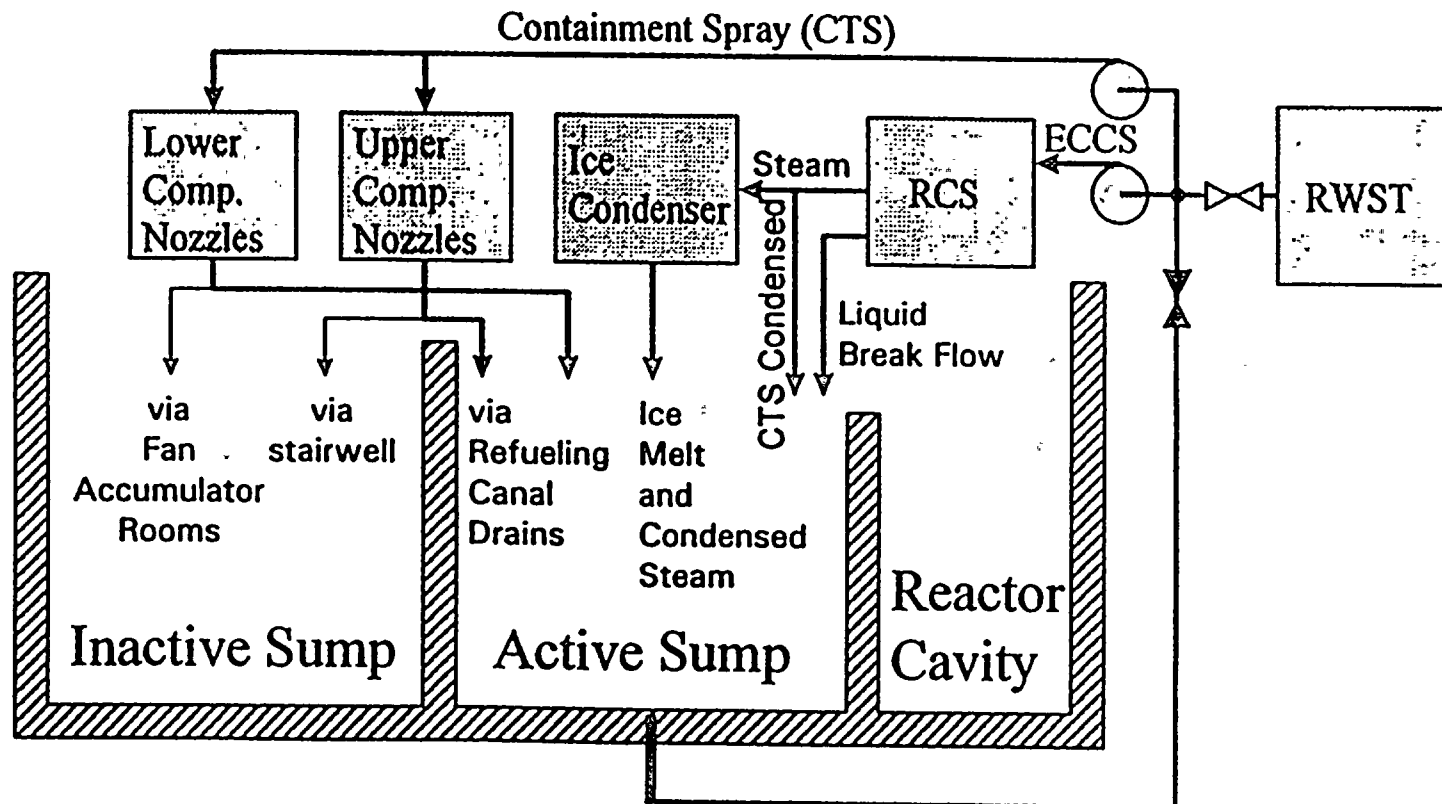 Containment Spray (CTS)
Lower
Comp.
Nozzles
Upper
Comp.
Nozzles
Ice
Condenser
Steam
RCS
ECCS
RWST
CTS Condensed
Liquid
Break Flow
via
Fan
Accumulator
Rooms
via
stairwell
via
Refueling
Canal
Drains
Ice
Melt
and
Condensed
Steam
Inactive Sump
Active Sump
Reactor
Cavity